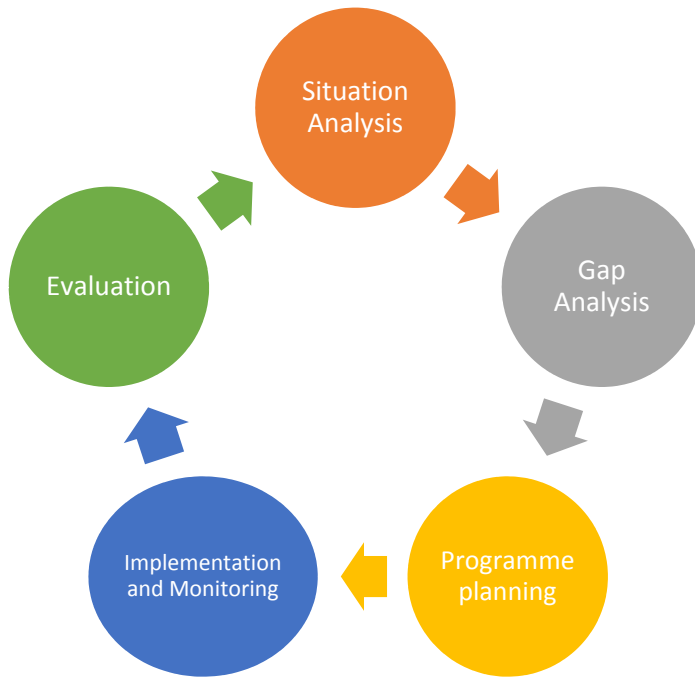 Situation
Analysis
Gap
Analysis
Programme
planning
Implementation
and Monitoring
Evaluation